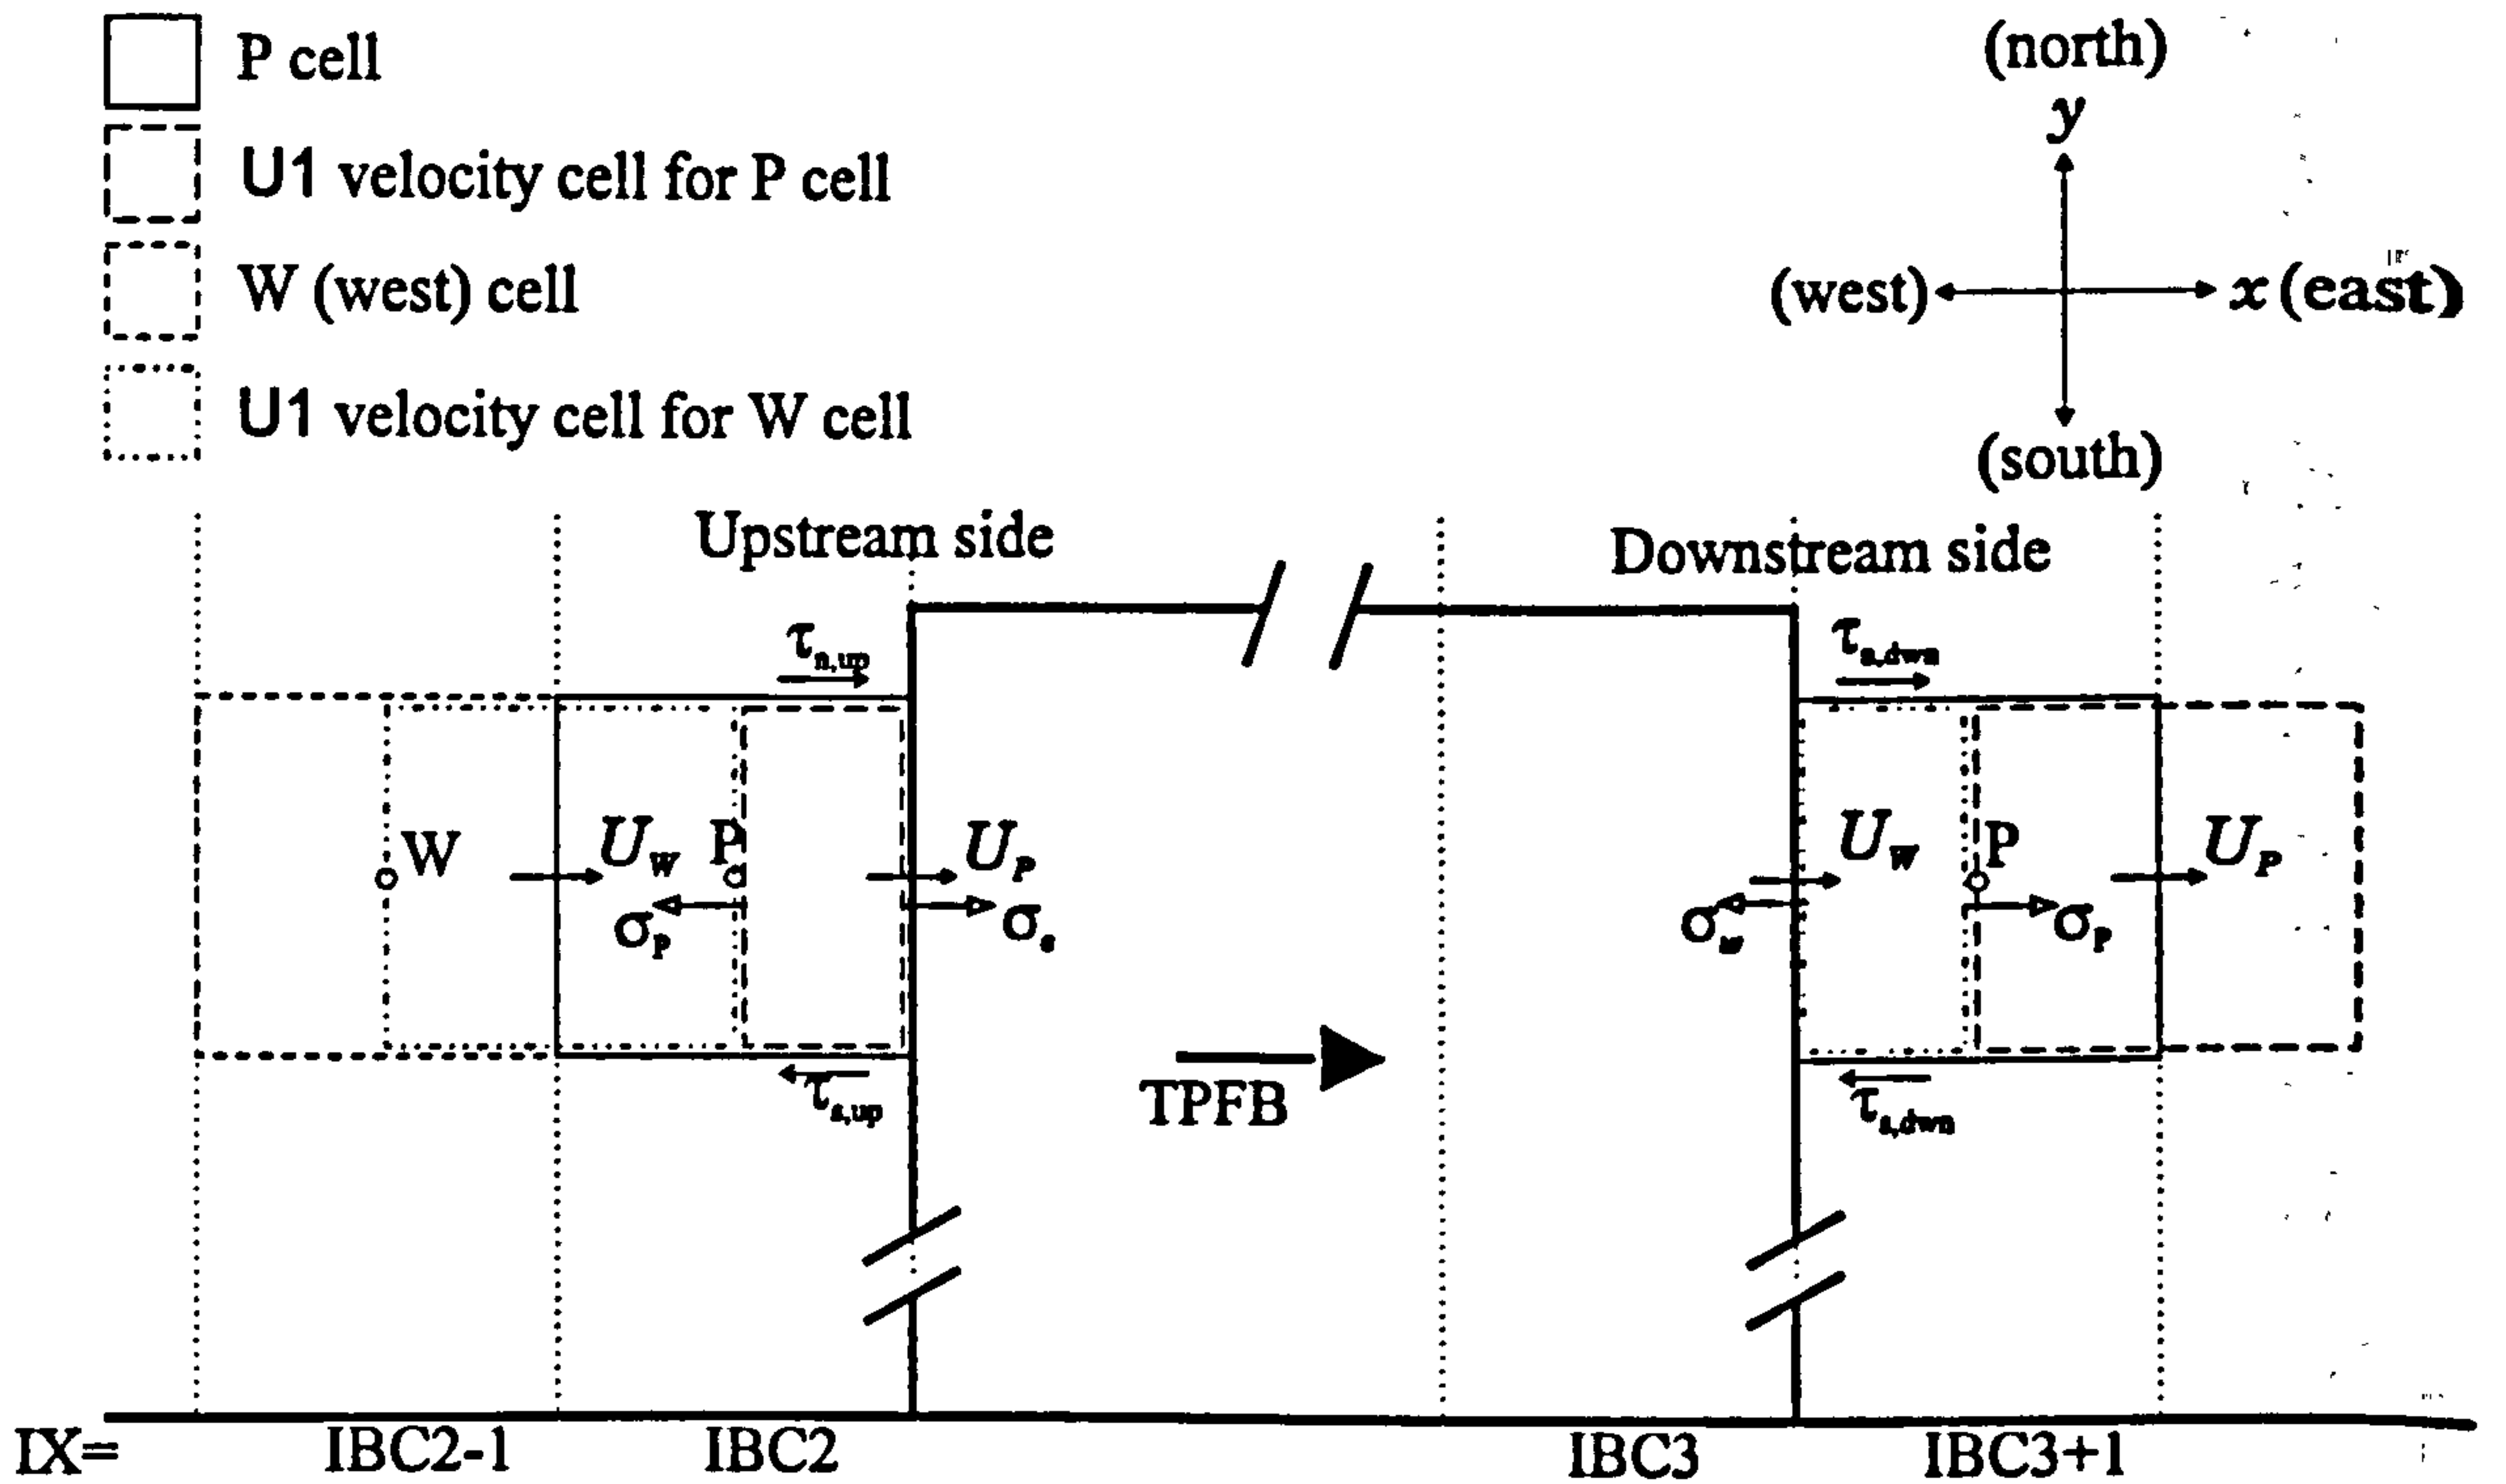 P cell
U1 velocity cell for P cell
W (west) cell
U1 velocity cell for W cell
(north)
y
(west)
x (east)
(south)
Upstream side
Downstream side
τn,up
τn,dwn
W
UW
P
UP
UW
P
UP
σP
σe
σw
σP
TPFB
τs,up
τs,dwn
IX= IBC2-1 IBC2 IBC3 IBC3+1